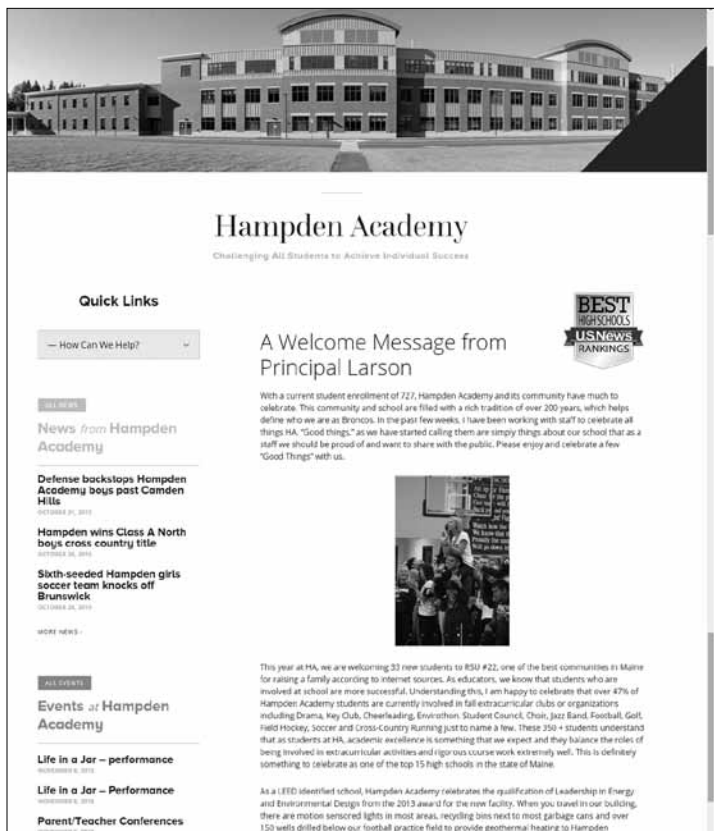 Hampden Academy
Challenging All Students to Achieve Individual Success
Quick Links
— How Can We Help?
ALL NEWS
News from Hampden
Academy
Defense backstops Hampden
Academy boys past Camden
Hills
Hampden wins Class A North
boys cross country title
Sixth-seeded Hampden girls
soccer team knocks off
Brunswick
MORE NEWS
ALL EVENTS
Events at Hampden
Academy
Life in a Jar – performance
Life in a Jar – Performance
Parent/Teacher Conferences
BEST
HIGH SCHOOLS
U.S.News
RANKINGS
A Welcome Message from
Principal Larson
With a current student enrollment of 727, Hampden Academy and its community have much to
celebrate. This community and school are filled with a rich tradition of over 200 years, which helps
define who we are as Broncos. In the past few weeks, I have been working with staff to celebrate all
things HA. "Good things," as we have started calling them are simply things about our school that as a
staff we should be proud of and want to share with the public. Please enjoy and celebrate a few
"Good Things" with us.
This year at HA, we are welcoming 33 new students to RSU #22, one of the best communities in Maine
for raising a family according to internet sources. As educators, we know that students who are
involved at school are more successful. Understanding this, I am happy to celebrate that over 47% of
Hampden Academy students are currently involved in fall extracurricular clubs or organizations
including Drama, Key Club, Cheerleading, Envirothon, Student Council, Choir, Jazz Band, Football, Golf,
Field Hockey, Soccer and Cross-Country Running just to name a few. These 350 + students understand
that as students at HA, academic excellence is something that we expect and they balance the roles of
being involved in extracurricular activities and rigorous course work extremely well. This is definitely
something to celebrate as one of the top 15 high schools in the state of Maine.
As a LEED identified school, Hampden Academy celebrates the qualification of Leadership in Energy
and Environmental Design from the 2013 award for the new facility. When you travel in our building,
there are motion sensored lights in most areas, recycling bins next to most garbage cans and over
150 wells drilled below our football practice field to provide geothermal heating to Hampden